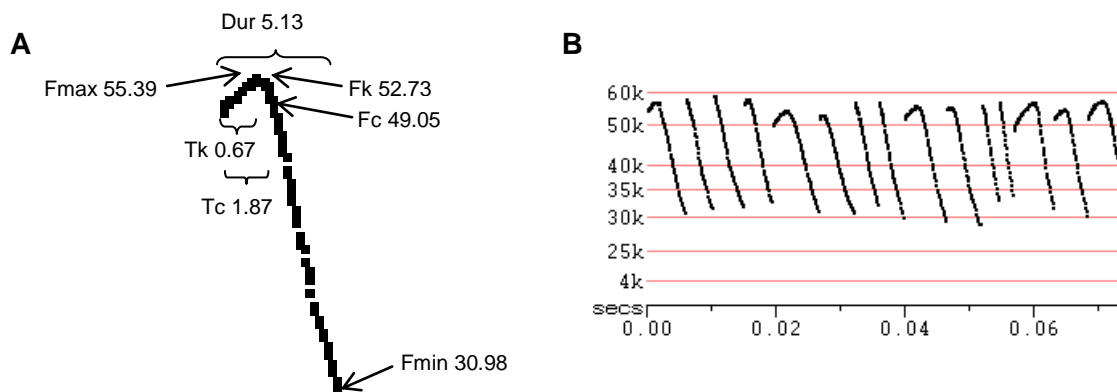 A
Dur 5.13
Fmax 55.39
Fk 52.73
Fc 49.05
Tk 0.67
Tc 1.87
Fmin 30.98
B
60k
50k
40k
35k
30k
25k
4k
secs
0.00 0.02 0.04 0.06